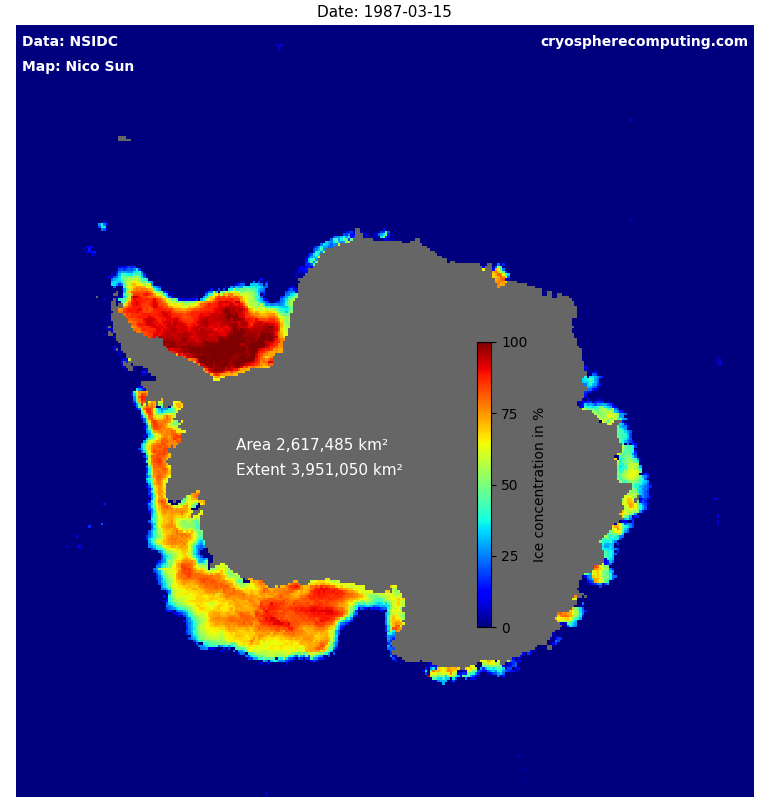 Date: 1987-03-15
Data: NSIDC
cryospherecomputing.com
Map: Nico Sun
Area 2,617,485 km²
Extent 3,951,050 km²
100
75
50
25
0
Ice concentration in %